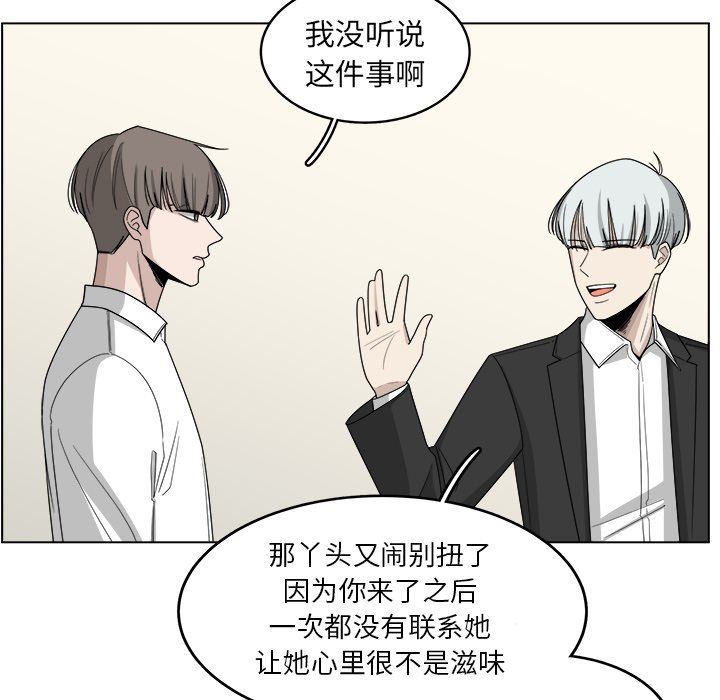 我没听说
这件事啊
那丫头又闹别扭了
因为你来了之后
一次都没有联系她
让她心里很不是滋味